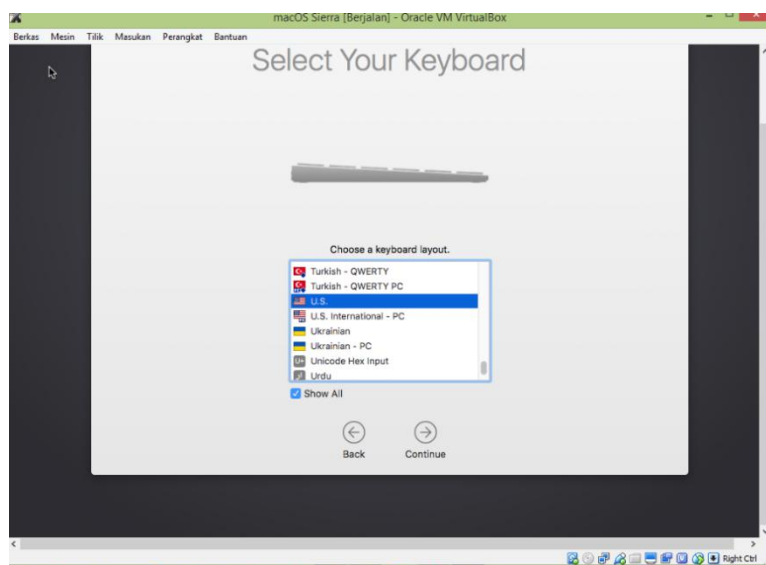 macOS Sierra [Berjalan] - Oracle VM VirtualBox
Berkas Mesin Tilik Masukan Perangkat Bantuan
Select Your Keyboard
Choose a keyboard layout.
Turkish - QWERTY
Turkish - QWERTY PC
U.S.
U.S. International - PC
Ukrainian
Ukrainian - PC
U+ Unicode Hex Input
Urdu
Show All
Back Continue
Right Ctrl